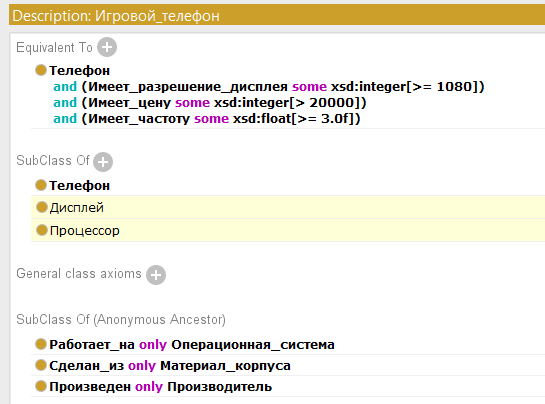 Description: Игровой_телефон
Equivalent To
Телефон
and (Имеет_разрешение_дисплея some xsd:integer[>= 1080])
and (Имеет_цену some xsd:integer[> 20000])
and (Имеет_частоту some xsd:float[>= 3.0f])
SubClass Of
Телефон
Дисплей
Процессор
General class axioms
SubClass Of (Anonymous Ancestor)
Работает_на only Операционная_система
Сделан_из only Материал_корпуса
Произведен only Производитель